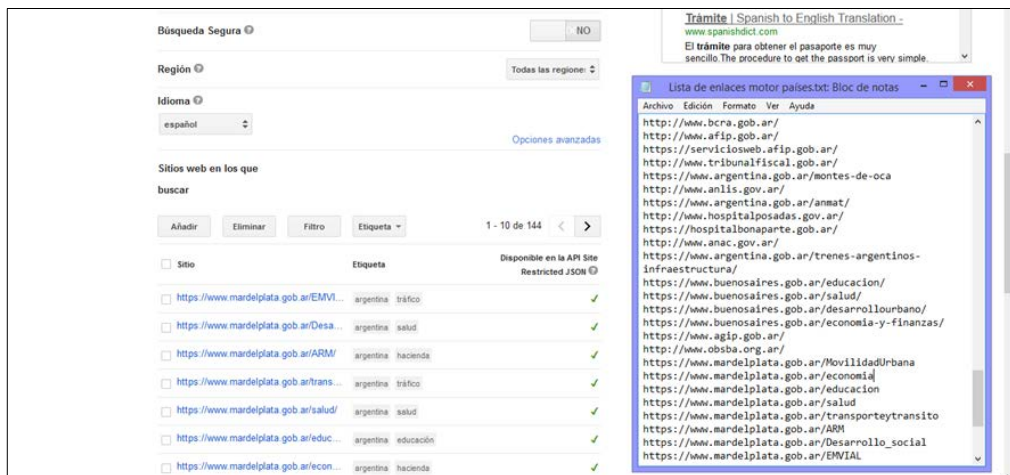 Búsqueda Segura
NO
Región
Todas las regiones
Idioma
español
Opciones avanzadas
Sitios web en los que
buscar
Añadir
Eliminar
Filtro
Etiqueta
1 - 10 de 144
Sitio
Etiqueta
Disponible en la API Site
Restricted JSON
https://www.mardelplata.gob.ar/EMVI...
argentina tráfico
https://www.mardelplata.gob.ar/Desa...
argentina salud
https://www.mardelplata.gob.ar/ARM/
argentina hacienda
https://www.mardelplata.gob.ar/trans...
argentina tráfico
https://www.mardelplata.gob.ar/salud/
argentina salud
https://www.mardelplata.gob.ar/educ...
argentina educación
https://www.mardelplata.gob.ar/econ...
argentina hacienda
Trámite | Spanish to English Translation -
www.spanishdict.com
El trámite para obtener el pasaporte es muy
sencillo.The procedure to get the passport is very simple.
Lista de enlaces motor países.txt: Bloc de notas
Archivo Edición Formato Ver Ayuda
http://www.bcra.gob.ar/
http://www.afip.gob.ar/
https://serviciosweb.afip.gob.ar/
http://www.tribunalfiscal.gob.ar/
https://www.argentina.gob.ar/montes-de-oca
http://www.anlis.gov.ar/
https://www.argentina.gob.ar/anmat/
http://www.hospitalposadas.gov.ar/
https://hospitalbonaparte.gob.ar/
http://www.anac.gov.ar/
https://www.argentina.gob.ar/trenes-argentinos-
infraestructura/
https://www.buenosaires.gob.ar/educacion/
https://www.buenosaires.gob.ar/salud/
https://www.buenosaires.gob.ar/desarrollourbano/
https://www.buenosaires.gob.ar/economia-y-finanzas/
https://www.agip.gob.ar/
http://www.obsba.org.ar/
https://www.mardelplata.gob.ar/MovilidadUrbana
https://www.mardelplata.gob.ar/economia
https://www.mardelplata.gob.ar/educacion
https://www.mardelplata.gob.ar/salud
https://www.mardelplata.gob.ar/transporteytransito
https://www.mardelplata.gob.ar/ARM
https://www.mardelplata.gob.ar/Desarrollo_social
https://www.mardelplata.gob.ar/EMVIAL